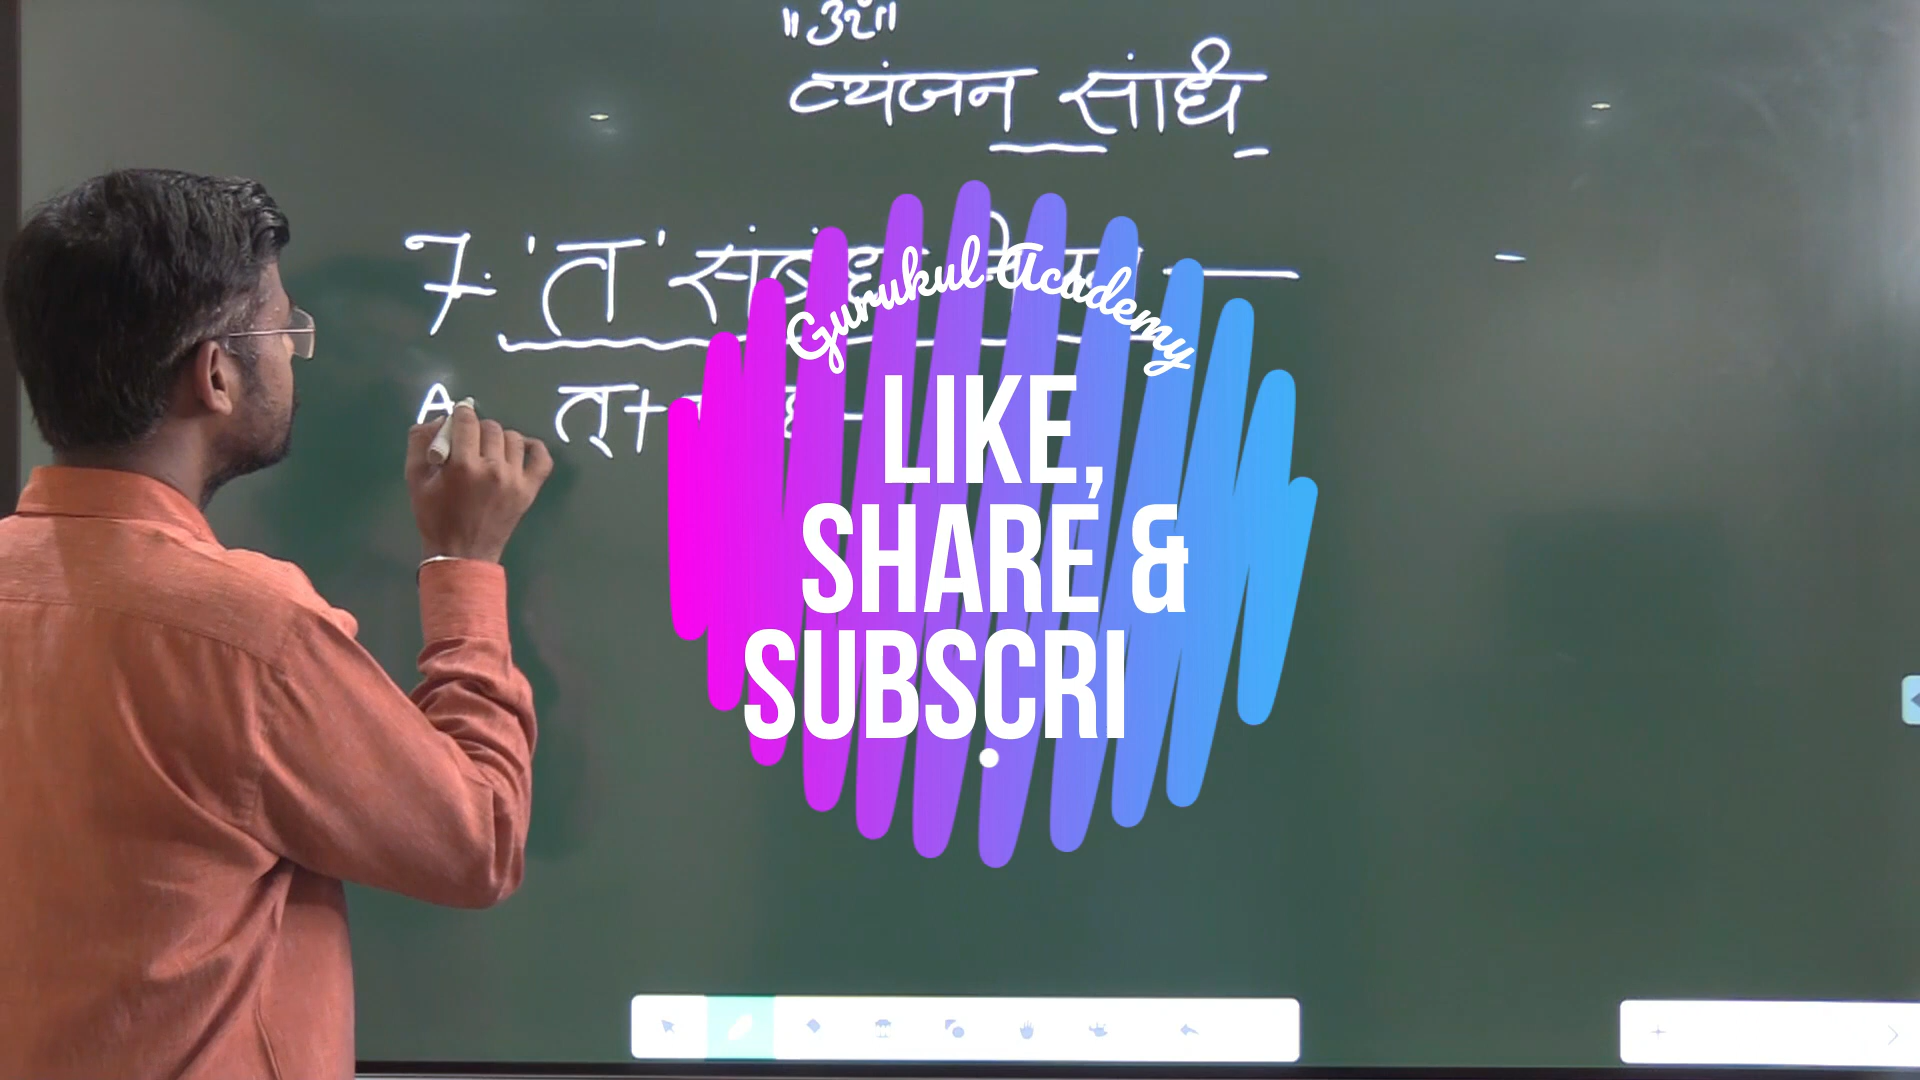 ॥ॐ॥
व्यंजन संधि
7. 'त' संबंधी
A त्+
Gurukul Academy
LIKE,
SHARE &
SUBSCRI